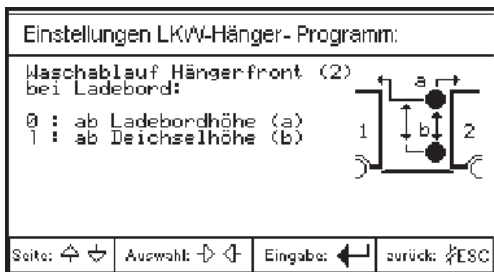 Einstellungen LKW-Hänger- Programm:
Waschablauf Hängerfront (2)
bei Ladebord:
0 : ab Ladebordhöhe (a)
1 : ab Deichselhöhe (b)
a
1 b 2
Seite: Auswahl: Eingabe: zurück: ESC